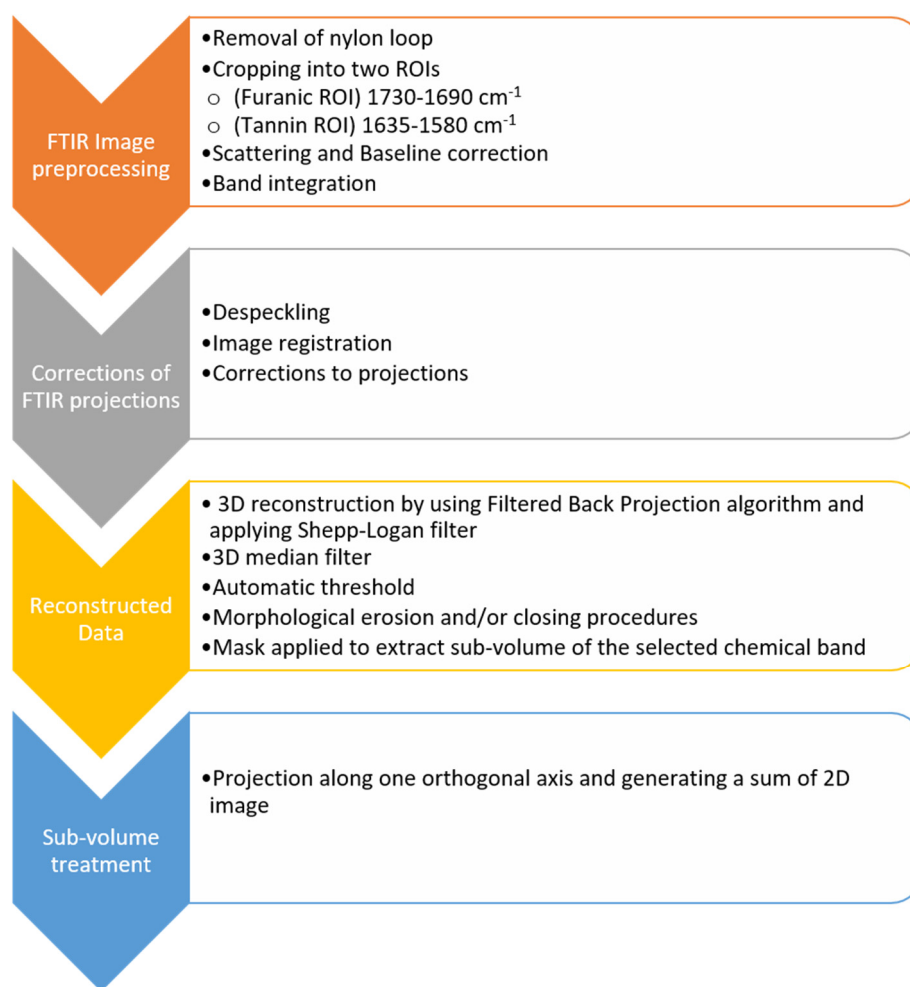 FTIR Image
preprocessing
•Removal of nylon loop
•Cropping into two ROIs
o (Furanic ROI) 1730-1690 cm⁻¹
o (Tannin ROI) 1635-1580 cm⁻¹
•Scattering and Baseline correction
•Band integration
Corrections of
FTIR projections
•Despeckling
•Image registration
•Corrections to projections
Reconstructed
Data
• 3D reconstruction by using Filtered Back Projection algorithm and
applying Shepp-Logan filter
•3D median filter
•Automatic threshold
•Morphological erosion and/or closing procedures
•Mask applied to extract sub-volume of the selected chemical band
Sub-volume
treatment
•Projection along one orthogonal axis and generating a sum of 2D
image